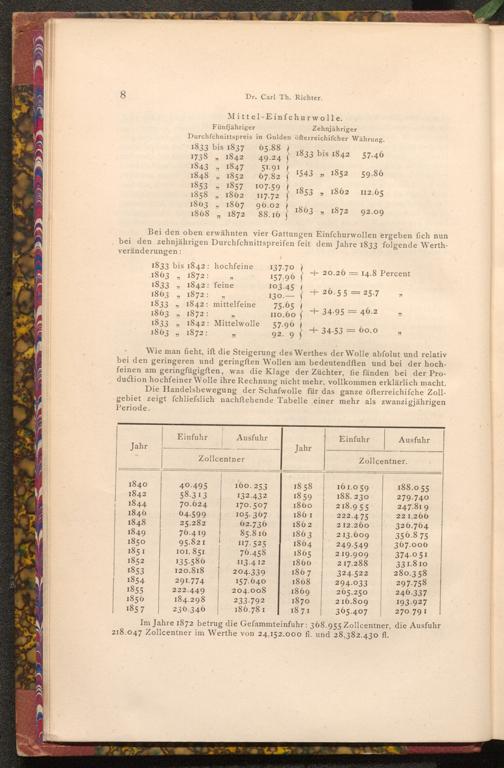 8 Dr. Carl Th. Richter.
Mittel-Einſchurwolle.
Fünfjähriger Zehnjähriger
Durchſchnittspreis in Gulden öſterreichiſcher Währung.
1833 bis 1837 65.88
1738 „ 1842 49.24 1833 bis 1842 57.46
1843 „ 1847 51.91
1848 „ 1852 67.82 1543 „ 1852 59.86
1853 „ 1857 107.59
1858 „ 1862 117.72 1853 „ 1862 112.65
1863 „ 1867 96.02
1868 „ 1872 88.16 1863 „ 1872 92.09
Bei den oben erwähnten vier Gattungen Einſchurwollen ergeben ſich nun
bei den zehnjährigen Durchſchnittspreiſen ſeit dem Jahre 1833 folgende Werth-
veränderungen:
1833 bis 1842: hochfeine 137.70
1863 „ 1872: „ 157.96 + 20.26 = 14.8 Percent
1833 „ 1842: feine 103.45
1863 „ 1872: „ 130.— + 26.55 = 25.7 „
1833 „ 1842: mittelfeine 75.65
1863 „ 1872: „ 110.60 + 34.95 = 46.2 „
1833 „ 1842: Mittelwolle 57.96
1863 „ 1872: „ 92. 9 + 34.53 = 60.0 „
Wie man ſieht, iſt die Steigerung des Werthes der Wolle abſolut und relativ
bei den geringeren und geringſten Wollen am bedeutendſten und bei der hoch-
feinen am geringfügigſten, was die Klage der Züchter, ſie fänden bei der Pro-
duction hochfeiner Wolle ihre Rechnung nicht mehr, vollkommen erklärlich macht.
Die Handelsbewegung der Schafwolle für das ganze öſterreichiſche Zoll-
gebiet zeigt ſchließlich nachſtehende Tabelle einer mehr als zwanzigjährigen
Periode.
Jahr Einfuhr Ausfuhr Jahr Einfuhr Ausfuhr
Zollcentner Zollcentner.
1840 40.495 160.253 1858 161.059 188.055
1842 58.313 132.432 1859 188.230 279.740
1844 70.624 170.507 1860 218.955 247.819
1846 64.599 105.367 1861 222.475 221.266
1848 25.282 62.736 1862 212.260 326.764
1849 76.419 85.816 1863 213.609 356.875
1850 95.821 117.525 1864 249.549 367.006
1851 101.851 76.458 1865 219.909 374.051
1852 135.586 113.412 1866 217.288 331.810
1853 120.818 204.339 1867 324.522 280.358
1854 291.774 157.640 1868 294.033 297.758
1855 222.449 204.008 1869 265.250 246.337
1856 184.298 233.792 1870 216.809 193.927
1857 236.346 186.781 1871 365.407 270.791
Im Jahre 1872 betrug die Geſammteinfuhr: 368.955 Zollcentner, die Ausfuhr
218.047 Zollcentner im Werthe von 24,152.000 fl. und 28,382.430 fl.